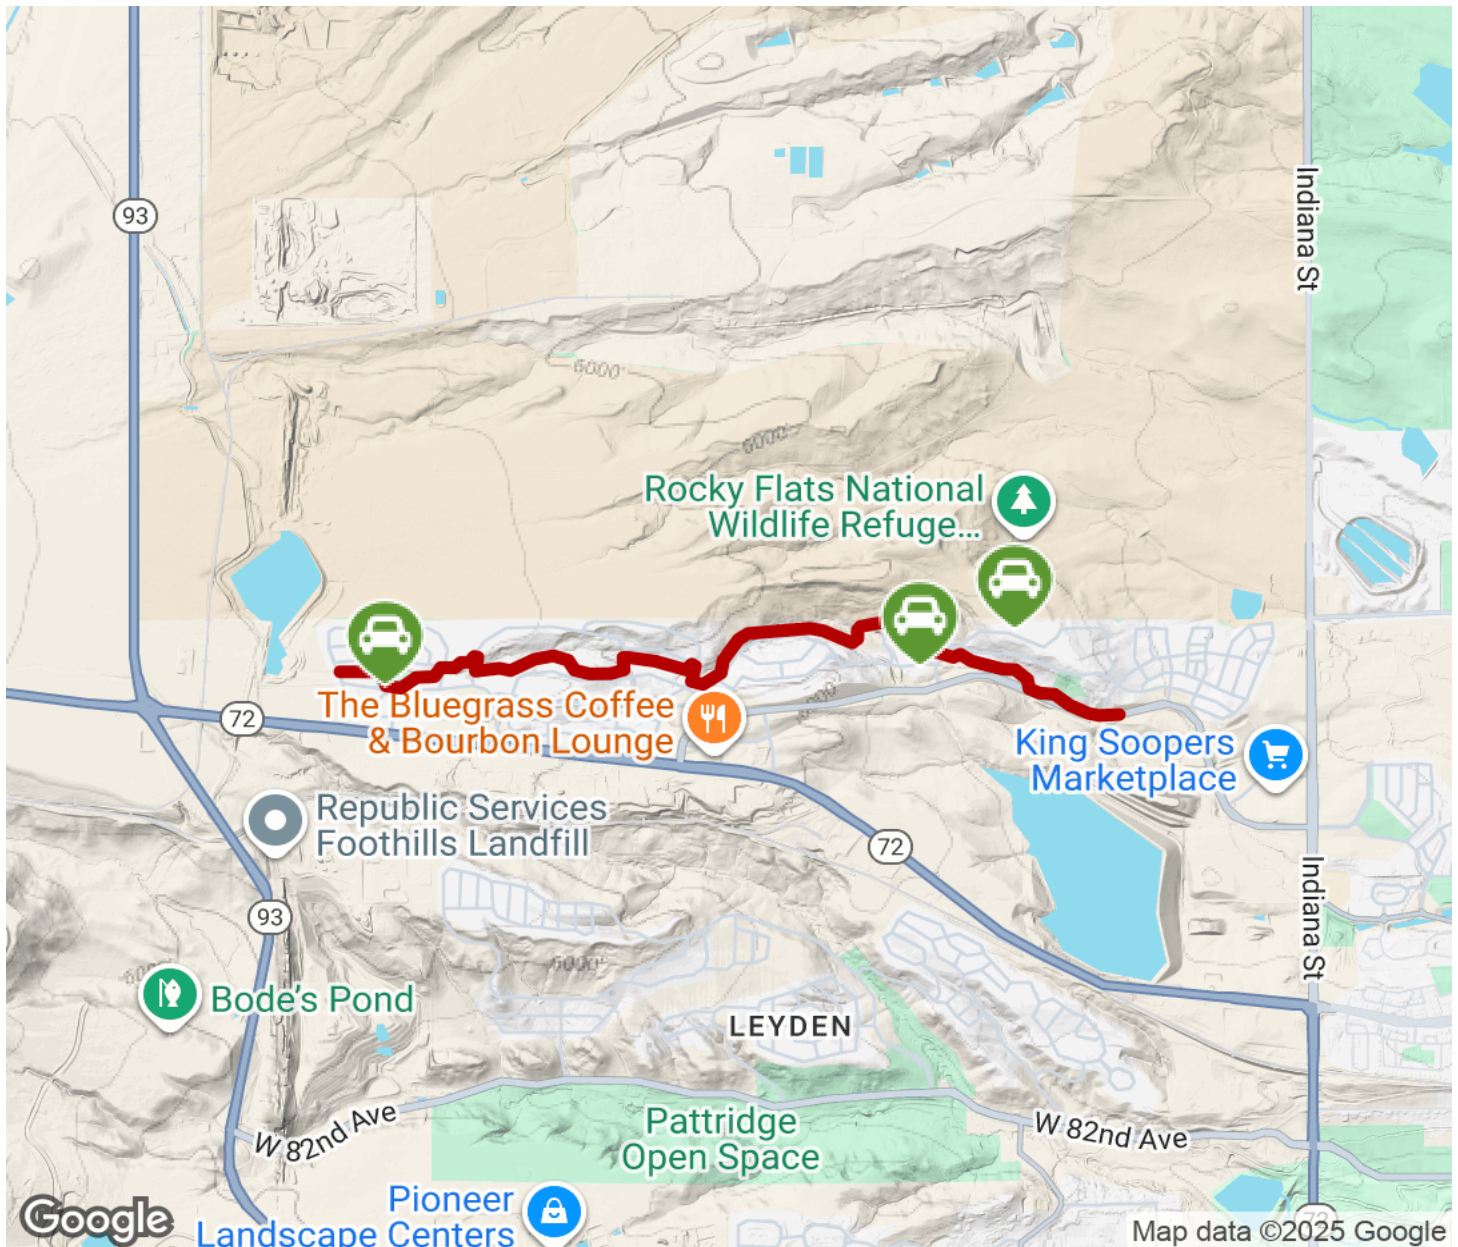 93
Indiana St
6000'
6000'
Rocky Flats National
Wildlife Refuge...
72
The Bluegrass Coffee
& Bourbon Lounge
6000
King Soopers
Marketplace
Republic Services
Foothills Landfill
72
93
Indiana St
6000'
Bode's Pond
LEYDEN
W 82nd Ave
Pattridge
Open Space
W 82nd Ave
Pioneer
Landscape Centers
72
Google
Map data ©2025 Google